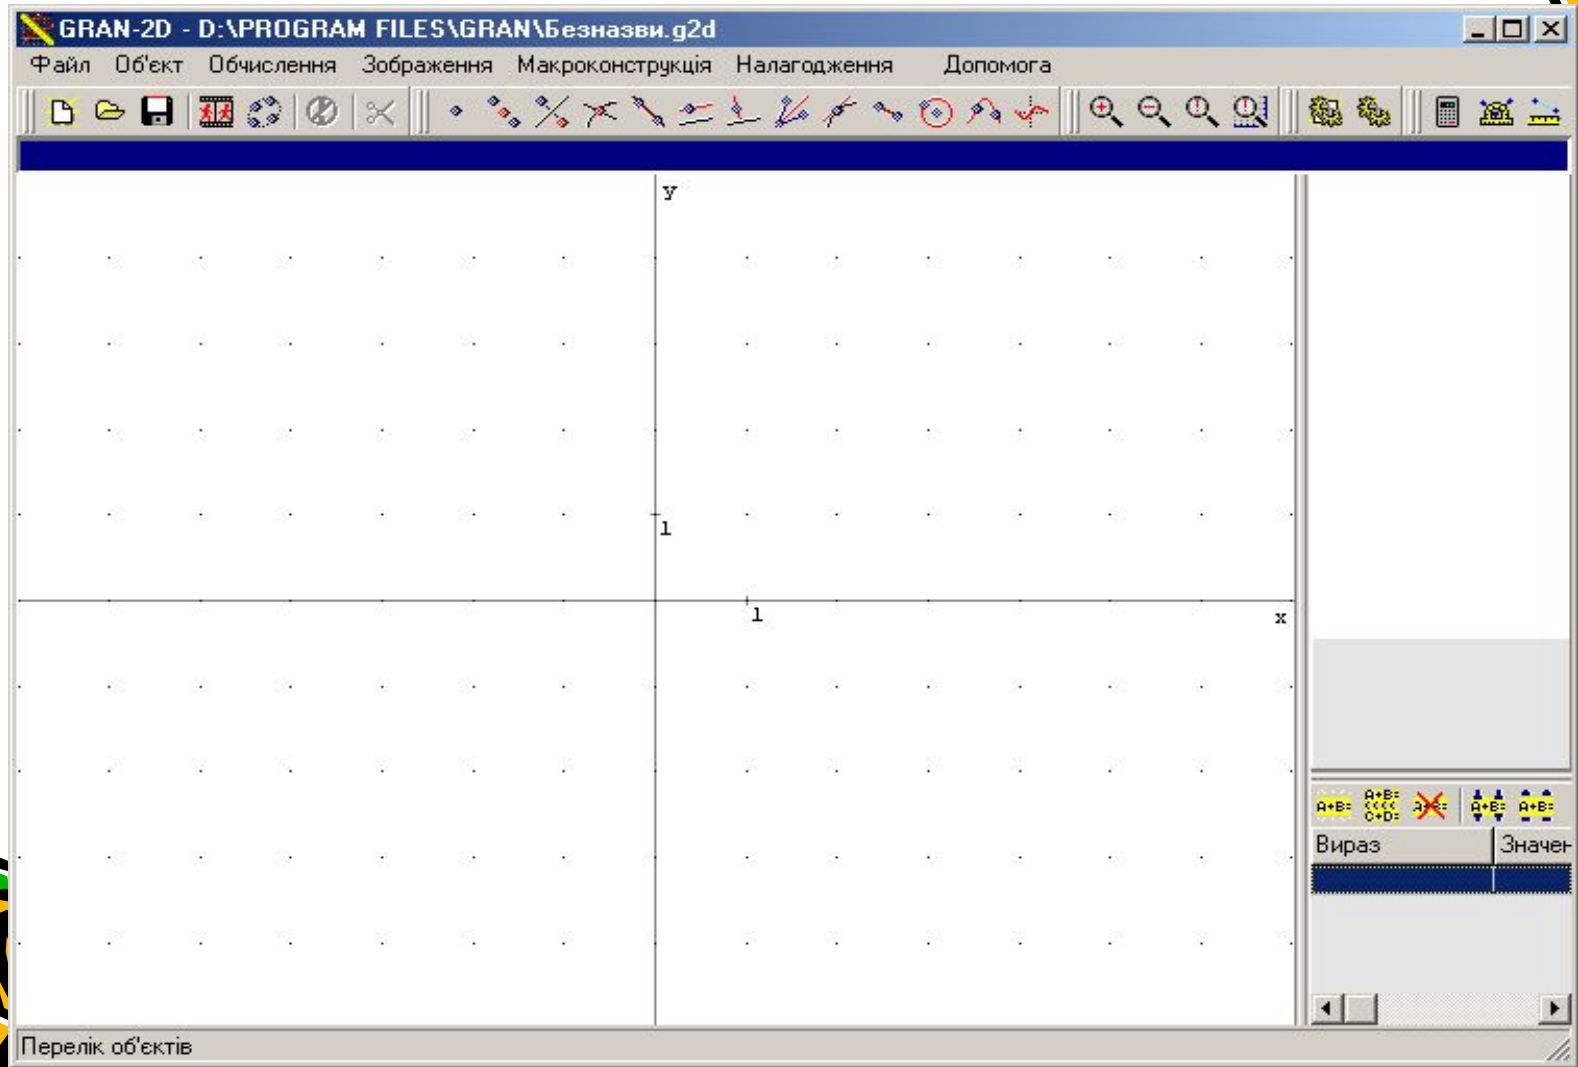 GRAN-2D - D:\PROGRAM FILES\GRAN\Безназви.g2d
Файл Об'єкт Обчислення Зображення Макроконструкція Налагодження Допомога
y
1
1
x
A+B= A+B= A+B= A+B= A+B=
C+D=
Вираз Значен
Перелік об'єктів